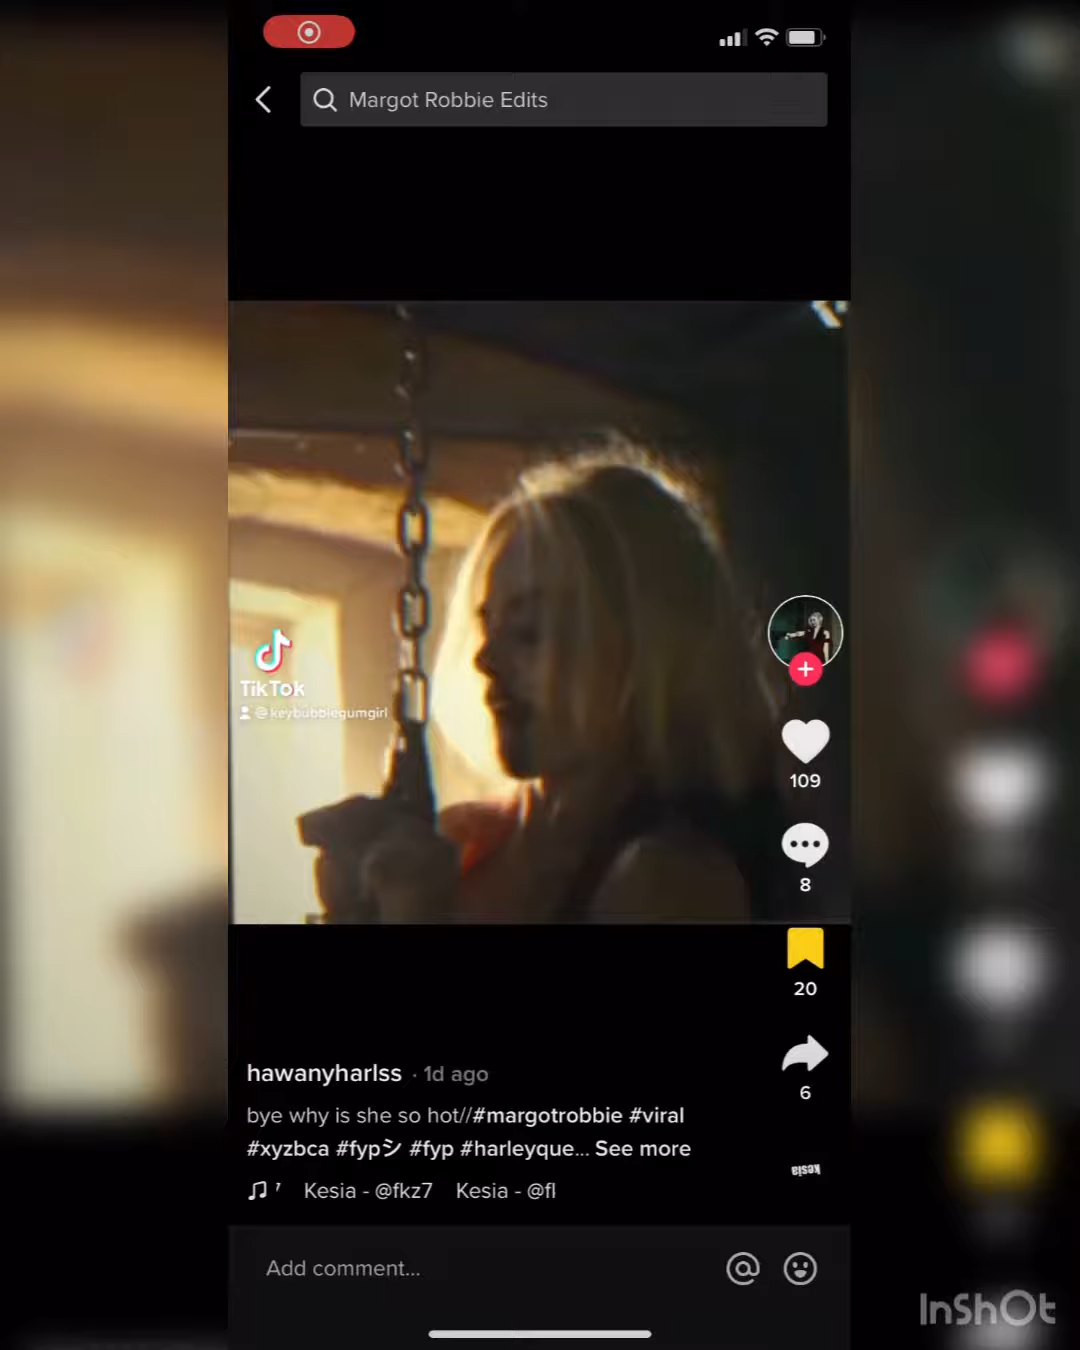 Margot Robbie Edits
TikTok
@keybubblegumgirl
109
8
20
hawanyharlss · 1d ago
6
bye why is she so hot//#margotrobbie #viral
#xyzbca #fypシ #fyp #harleyque... See more
kesia
Kesia - @fkz7 Kesia - @fl
Add comment...
InShOt